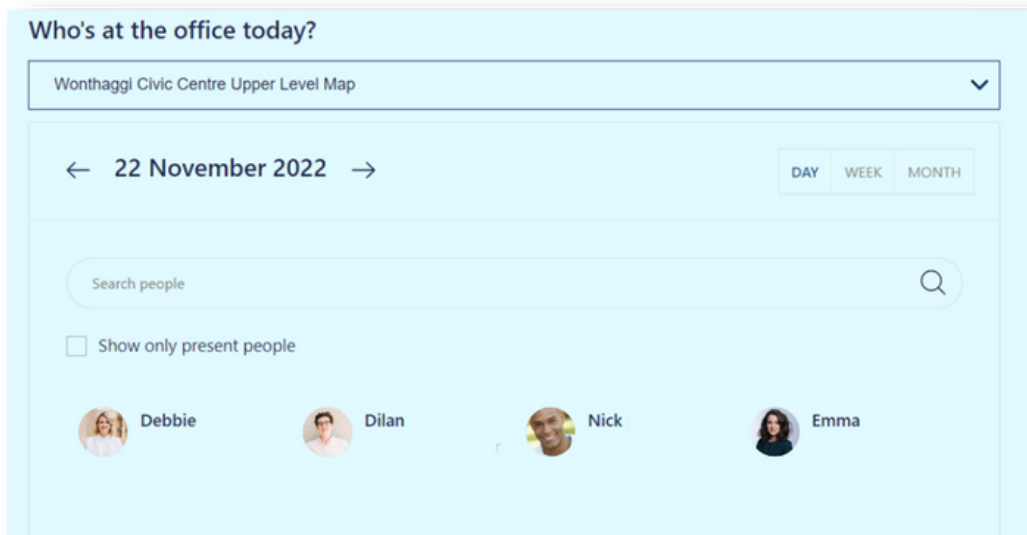 Who's at the office today?
Wonthaggi Civic Centre Upper Level Map
22 November 2022
DAY WEEK MONTH
Search people
Show only present people
Debbie Dilan Nick Emma